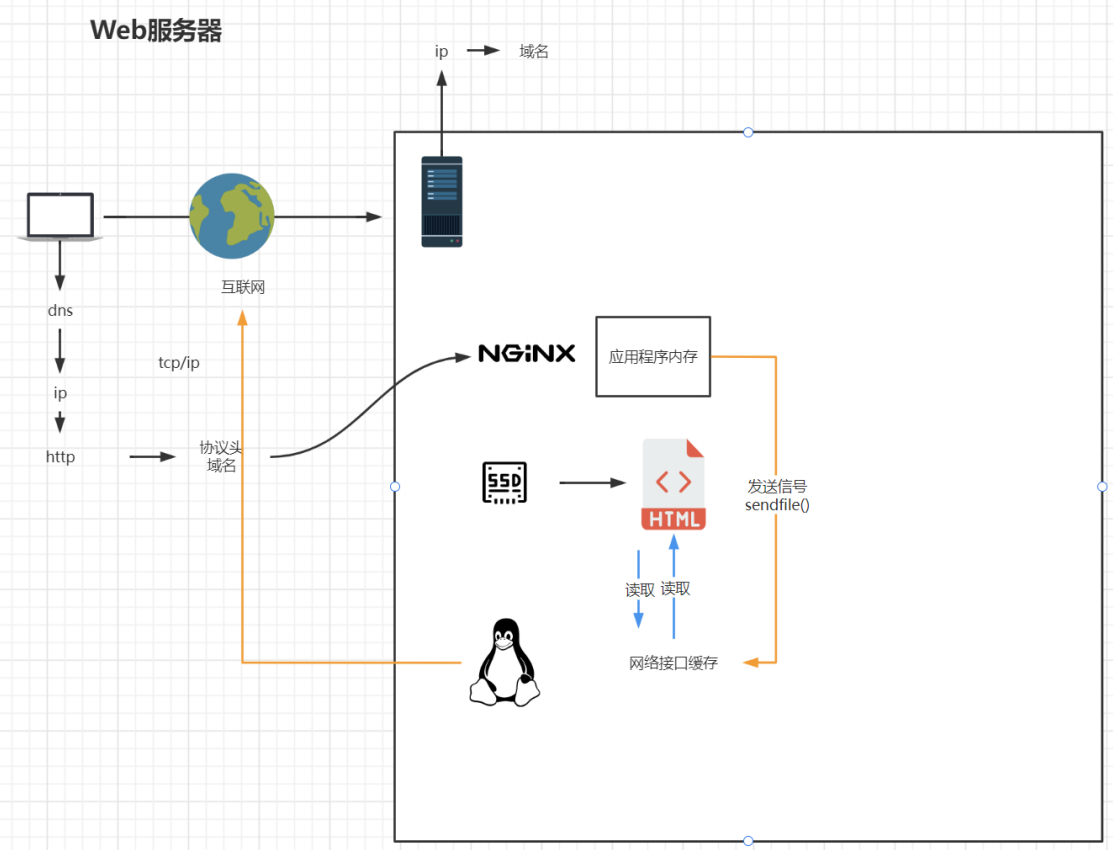 Web服务器
ip
域名
互联网
dns
tcp/ip
NGINX
应用程序内存
ip
协议头
域名
http
SSD
HTML
发送信号
sendfile()
读取
读取
网络接口缓存